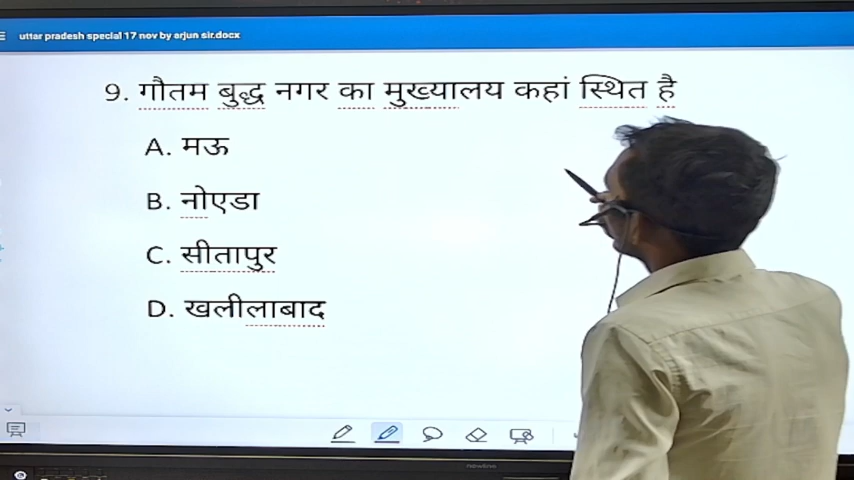 uttar pradesh special 17 nov by arjun sir.docx
9. गौतम बुद्ध नगर का मुख्यालय कहां स्थित है
A. मऊ
B. नोएडा
C. सीतापुर
D. खलीलाबाद